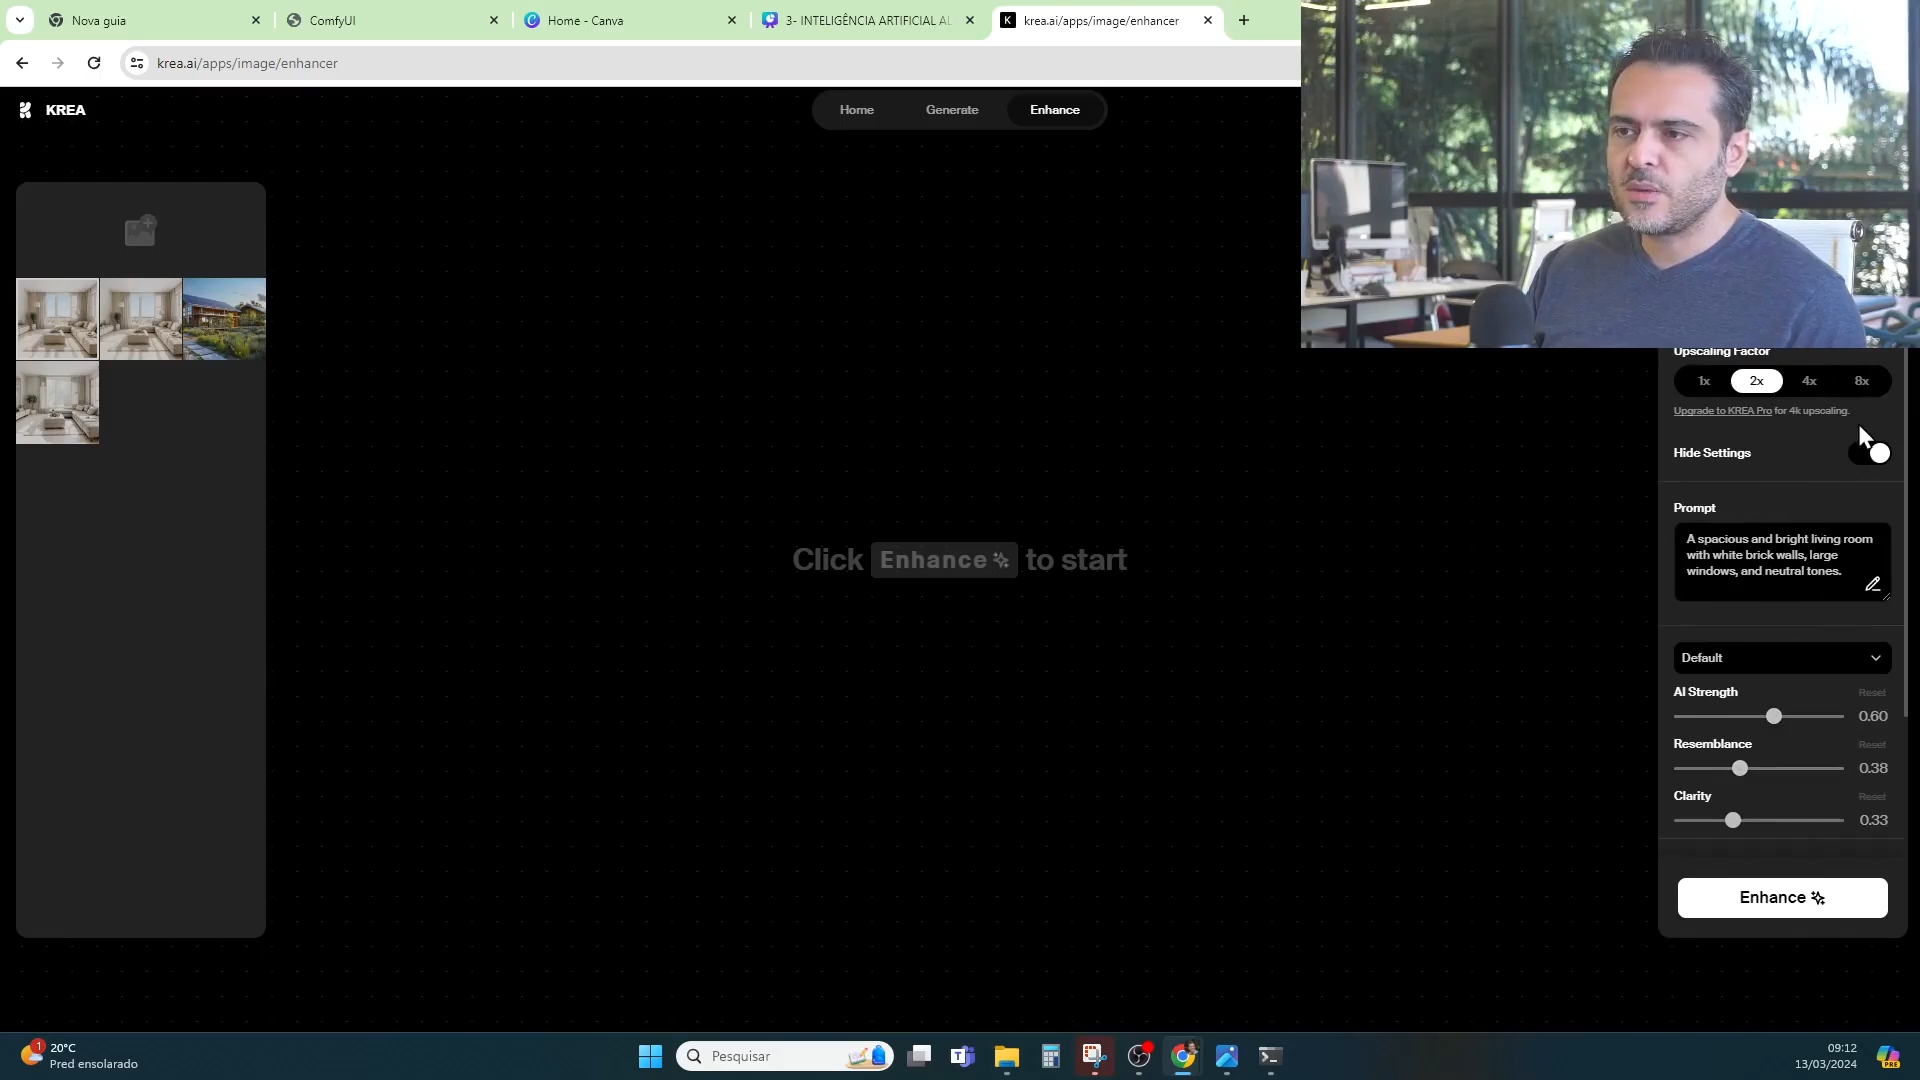 Nova guia
ComfyUI
Home - Canva
3- INTELIGÊNCIA ARTIFICIAL AL
krea.ai/apps/image/enhancer
krea.ai/apps/image/enhancer
KREA
Home
Generate
Enhance
Upscaling Factor
1x
2x
4x
8x
Upgrade to KREA Pro for 4k upscaling.
Hide Settings
Prompt
A spacious and bright living room
with white brick walls, large
windows, and neutral tones.
Click Enhance to start
Default
AI Strength
Reset
0.60
Resemblance
Reset
0.38
Clarity
Reset
0.33
Enhance
1
20°C
Pred ensolarado
Pesquisar
09:12
13/03/2024
PRE